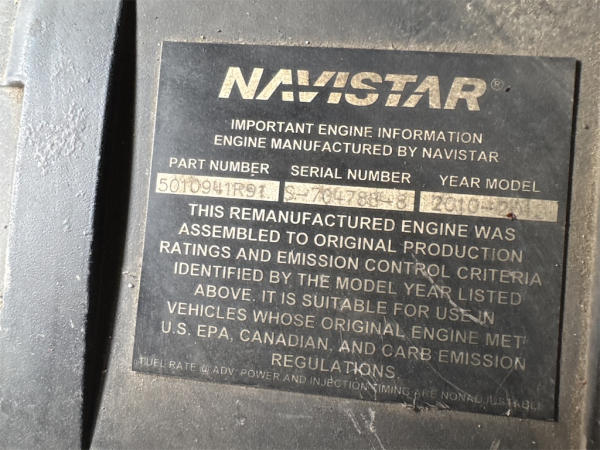 NAVISTAR®
IMPORTANT ENGINE INFORMATION
ENGINE MANUFACTURED BY NAVISTAR
PART NUMBER SERIAL NUMBER YEAR MODEL
5010941R91 S-704788-8
THIS REMANUFACTURED ENGINE WAS
ASSEMBLED TO ORIGINAL PRODUCTION
RATINGS AND EMISSION CONTROL CRITERIA
IDENTIFIED BY THE MODEL YEAR LISTED
ABOVE. IT IS SUITABLE FOR USE IN
VEHICLES WHOSE ORIGINAL ENGINE MET
U.S. EPA, CANADIAN, AND CARB EMISSION
REGULATIONS.
FUEL RATE @ ADV. POWER AND INJECTION TIMING ARE NONADJUSTABLE